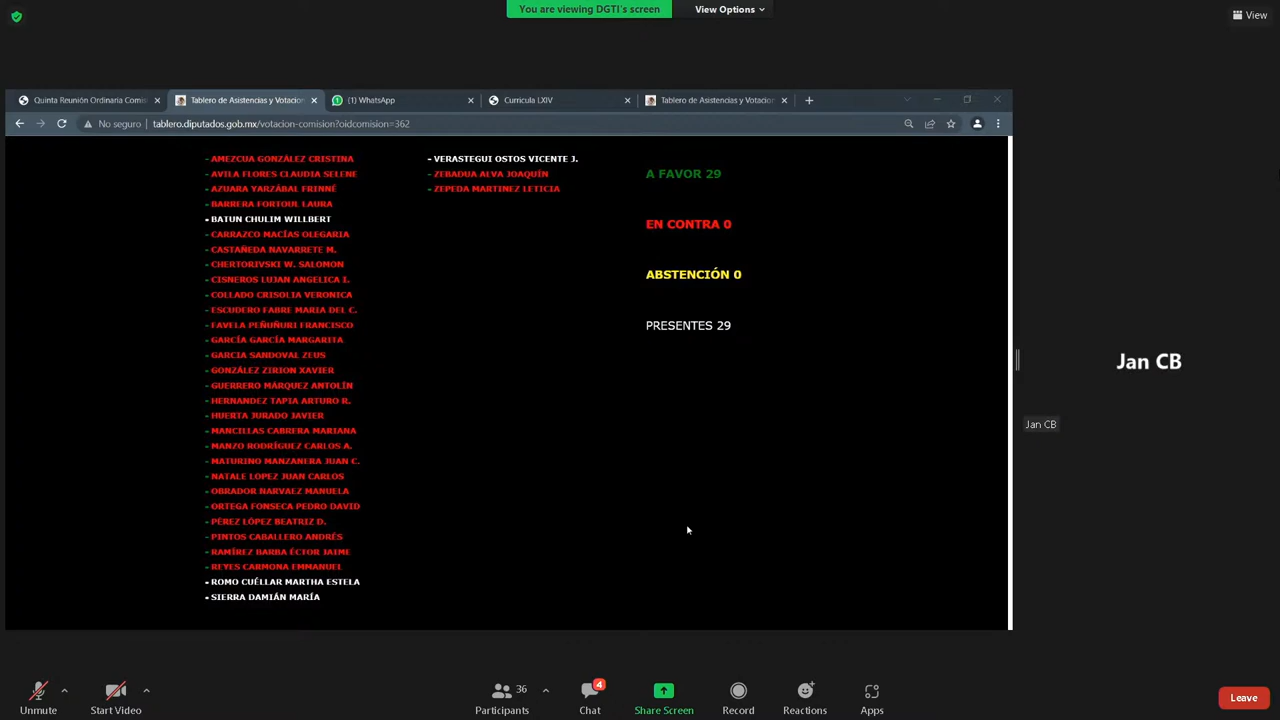 You are viewing DGTI's screen
View Options
View
Quinta Reunión Ordinaria Comis
Tablero de Asistencias y Votacion
(1) WhatsApp
Curricula LXIV
Tablero de Asistencias y Votacion
No seguro
tablero.diputados.gob.mx/votacion-comision?oidcomision=362
- AMEZCUA GONZÁLEZ CRISTINA
- AVILA FLORES CLAUDIA SELENE
- AZUARA YARZÁBAL FRINNÉ
- BARRERA FORTOUL LAURA
- BATUN CHULIM WILLBERT
- CARRAZCO MACÍAS OLEGARIA
- CASTAÑEDA NAVARRETE M.
- CHERTORIVSKI W. SALOMON
- CISNEROS LUJAN ANGELICA I.
- COLLADO CRISOLIA VERONICA
- ESCUDERO FABRE MARIA DEL C.
- FAVELA PEÑUÑURI FRANCISCO
- GARCÍA GARCÍA MARGARITA
- GARCIA SANDOVAL ZEUS
- GONZÁLEZ ZIRION XAVIER
- GUERRERO MÁRQUEZ ANTOLÍN
- HERNANDEZ TAPIA ARTURO R.
- HUERTA JURADO JAVIER
- MANCILLAS CABRERA MARIANA
- MANZO RODRÍGUEZ CARLOS A.
- MATURINO MANZANERA JUAN C.
- NATALE LOPEZ JUAN CARLOS
- OBRADOR NARVAEZ MANUELA
- ORTEGA FONSECA PEDRO DAVID
- PÉREZ LÓPEZ BEATRIZ D.
- PINTOS CABALLERO ANDRÉS
- RAMÍREZ BARBA ÉCTOR JAIME
- REYES CARMONA EMMANUEL
- ROMO CUÉLLAR MARTHA ESTELA
- SIERRA DAMIÁN MARÍA
- VERASTEGUI OSTOS VICENTE J.
- ZEBADUA ALVA JOAQUÍN
- ZEPEDA MARTINEZ LETICIA
A FAVOR 29
EN CONTRA 0
ABSTENCIÓN 0
PRESENTES 29
Jan CB
Jan CB
Unmute
Start Video
36
Participants
4
Chat
Share Screen
Record
Reactions
Apps
Leave